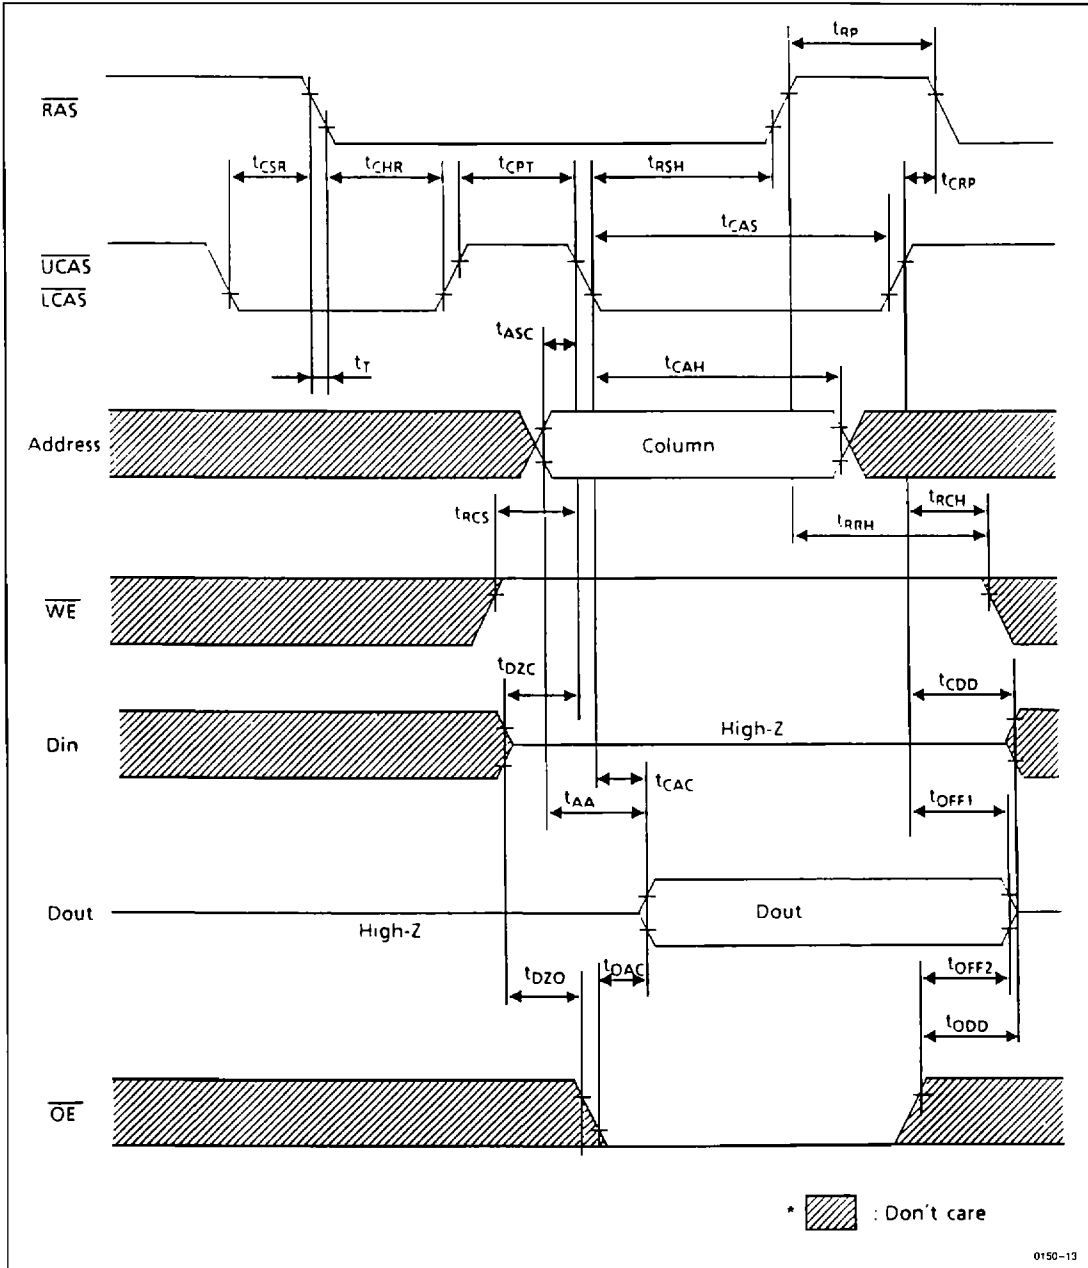 tRP
RAS
tCSR
tCHR
tCPT
tRSH
tCRP
tCAS
UCAS
LCAS
tASC
tT
tCAH
Address
Column
tRCS
tRCH
tRRH
WE
tDZC
tCDD
Din
High-Z
tCAC
tAA
tOFF1
Dout
Dout
High-Z
tDZO
tOAC
tOFF2
tODD
OE
* : Don't care
0150-13